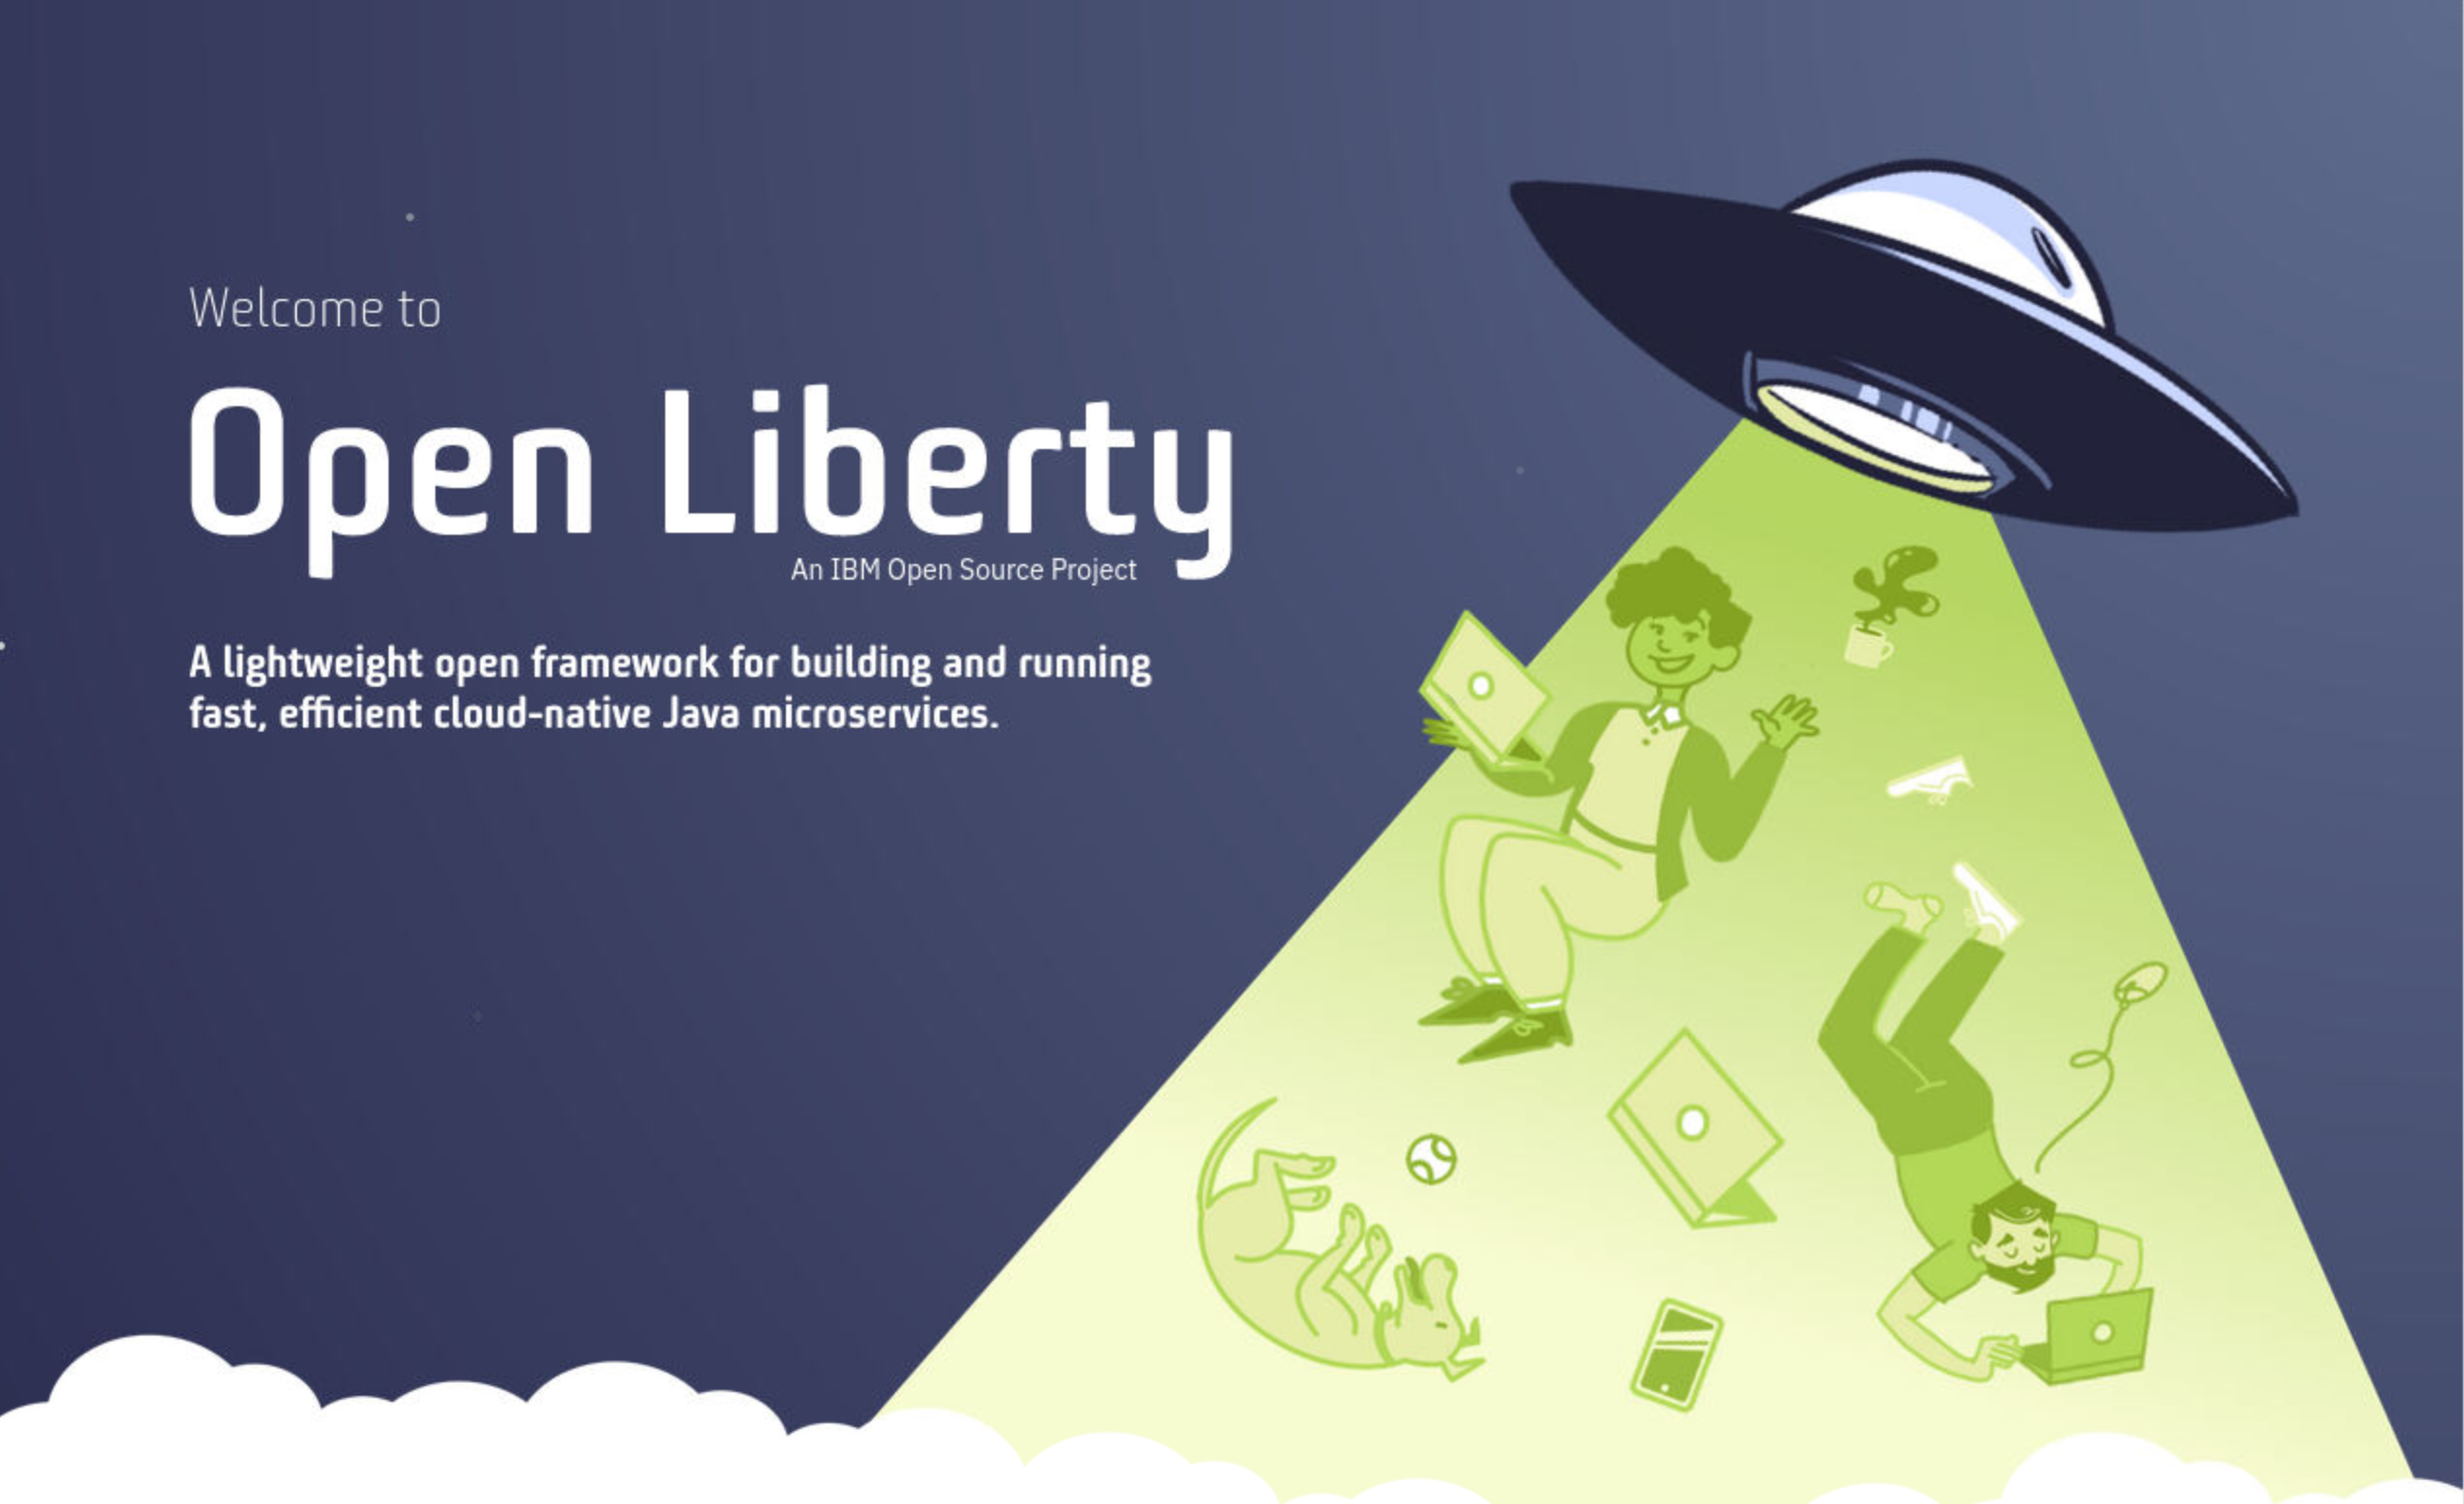 Welcome to
Open Liberty
An IBM Open Source Project
A lightweight open framework for building and running
fast, efficient cloud-native Java microservices.